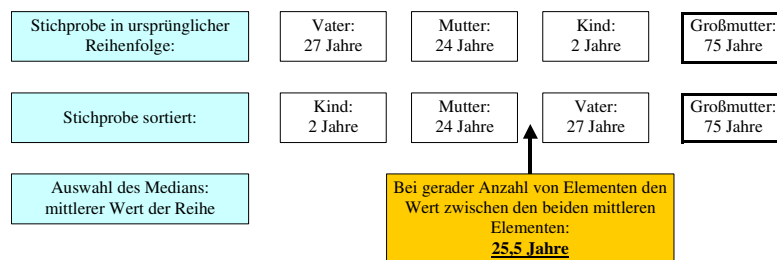 Stichprobe in ursprünglicher
Reihenfolge:
Vater:
27 Jahre
Mutter:
24 Jahre
Kind:
2 Jahre
Großmutter:
75 Jahre
Stichprobe sortiert:
Kind:
2 Jahre
Mutter:
24 Jahre
Vater:
27 Jahre
Großmutter:
75 Jahre
Auswahl des Medians:
mittlerer Wert der Reihe
Bei gerader Anzahl von Elementen den
Wert zwischen den beiden mittleren
Elementen:
25,5 Jahre